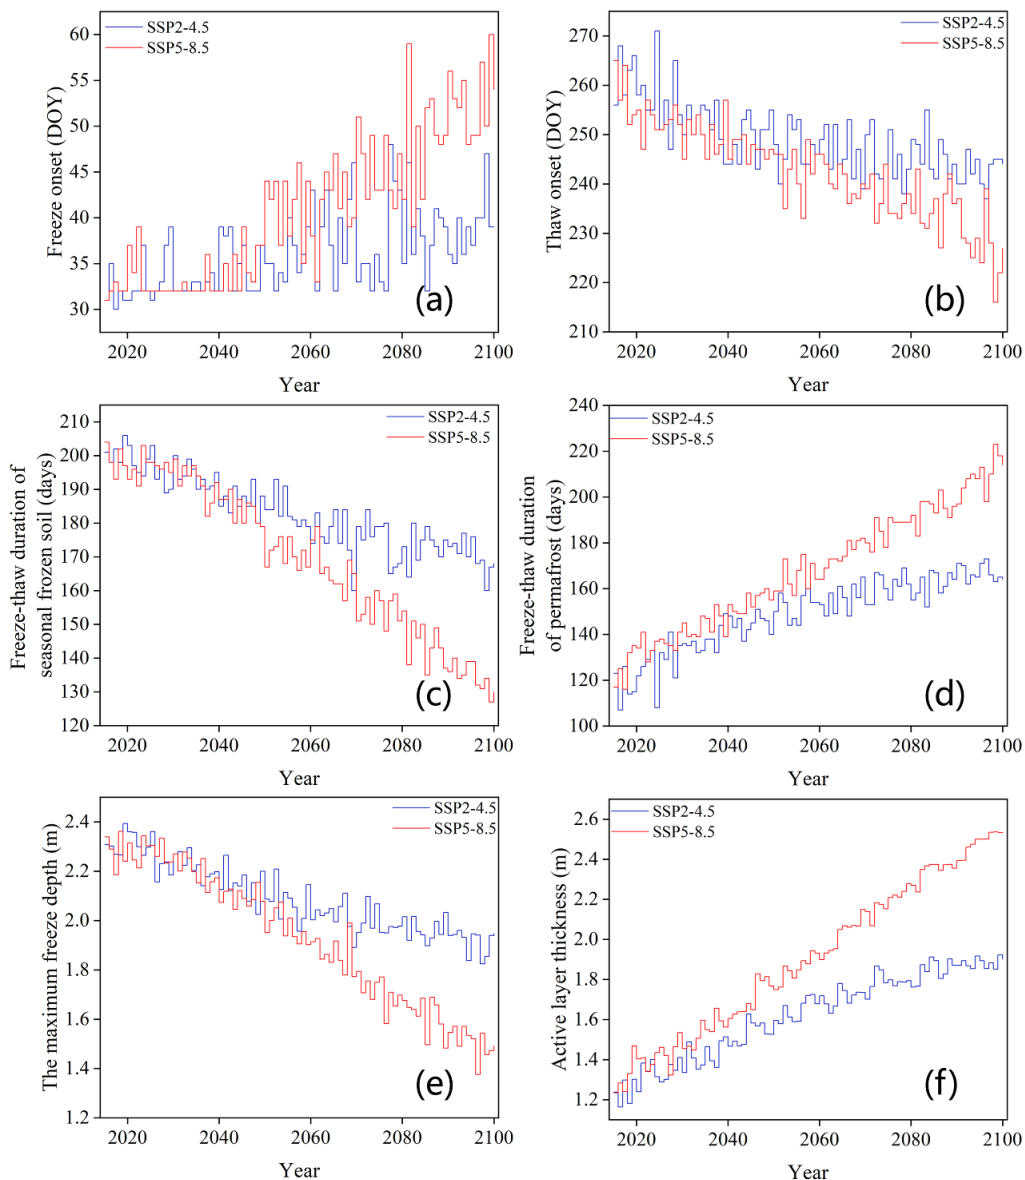 SSP2-4.5
SSP5-8.5
60
55
50
45
40
35
30
Freeze onset (DOY)
(a)
2020 2040 2060 2080 2100
Year
SSP2-4.5
SSP5-8.5
270
260
250
240
230
220
210
Thaw onset (DOY)
(b)
2020 2040 2060 2080 2100
Year
SSP2-4.5
SSP5-8.5
210
200
190
180
170
160
150
140
130
120
Freeze-thaw duration of
seasonal frozen soil (days)
(c)
2020 2040 2060 2080 2100
Year
SSP2-4.5
SSP5-8.5
240
220
200
180
160
140
120
100
Freeze-thaw duration
of permafrost (days)
(d)
2020 2040 2060 2080 2100
Year
SSP2-4.5
SSP5-8.5
2.4
2.2
2.0
1.8
1.6
1.4
1.2
The maximum freeze depth (m)
(e)
2020 2040 2060 2080 2100
Year
SSP2-4.5
SSP5-8.5
2.6
2.4
2.2
2.0
1.8
1.6
1.4
1.2
Active layer thickness (m)
(f)
2020 2040 2060 2080 2100
Year